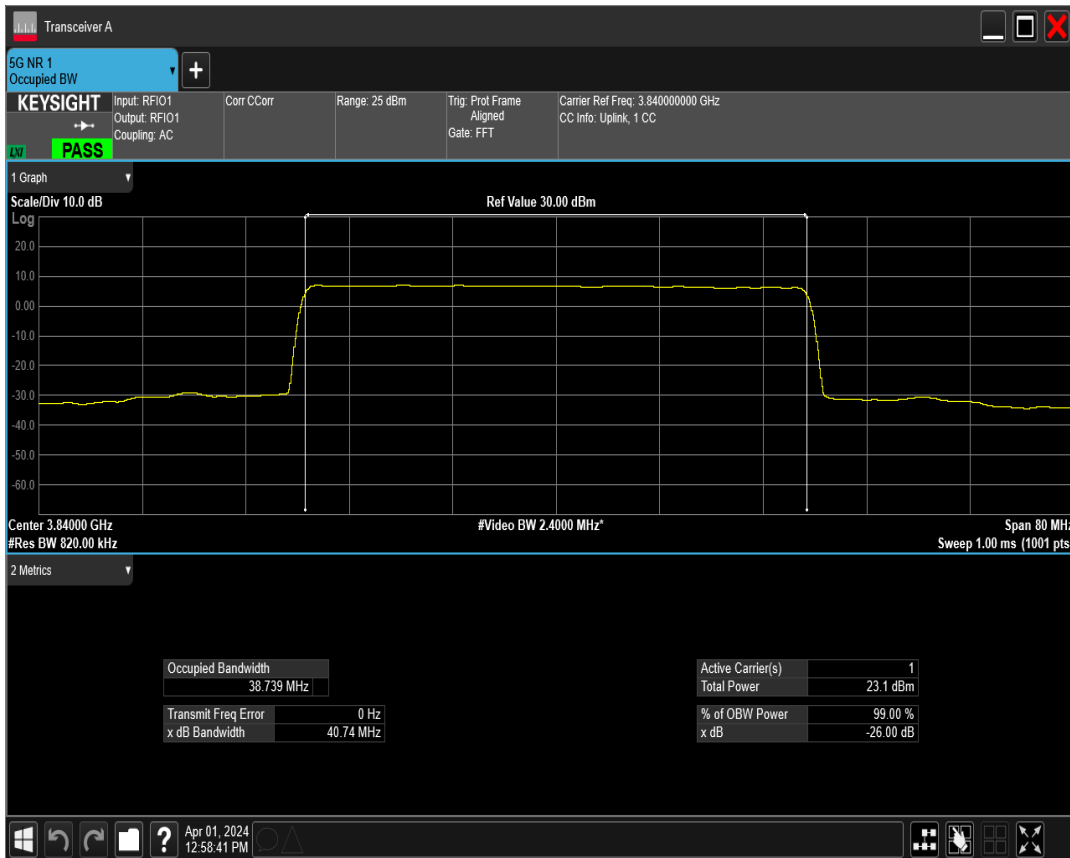 Transceiver A
5G NR 1
Occupied BW
KEYSIGHT
LXI
PASS
Input: RFIO1
Output: RFIO1
Coupling: AC
Corr CCorr
Range: 25 dBm
Trig: Prot Frame
Aligned
Gate: FFT
Carrier Ref Freq: 3.840000000 GHz
CC Info: Uplink, 1 CC
1 Graph
Scale/Div 10.0 dB
Ref Value 30.00 dBm
Log
20.0
10.0
0.00
-10.0
-20.0
-30.0
-40.0
-50.0
-60.0
Center 3.84000 GHz
#Video BW 2.4000 MHz*
Span 80 MHz
#Res BW 820.00 kHz
Sweep 1.00 ms (1001 pts
2 Metrics
Occupied Bandwidth
38.739 MHz
Transmit Freq Error 0 Hz
x dB Bandwidth 40.74 MHz
Active Carrier(s) 1
Total Power 23.1 dBm
% of OBW Power 99.00 %
x dB -26.00 dB
?
Apr 01, 2024
12:58:41 PM